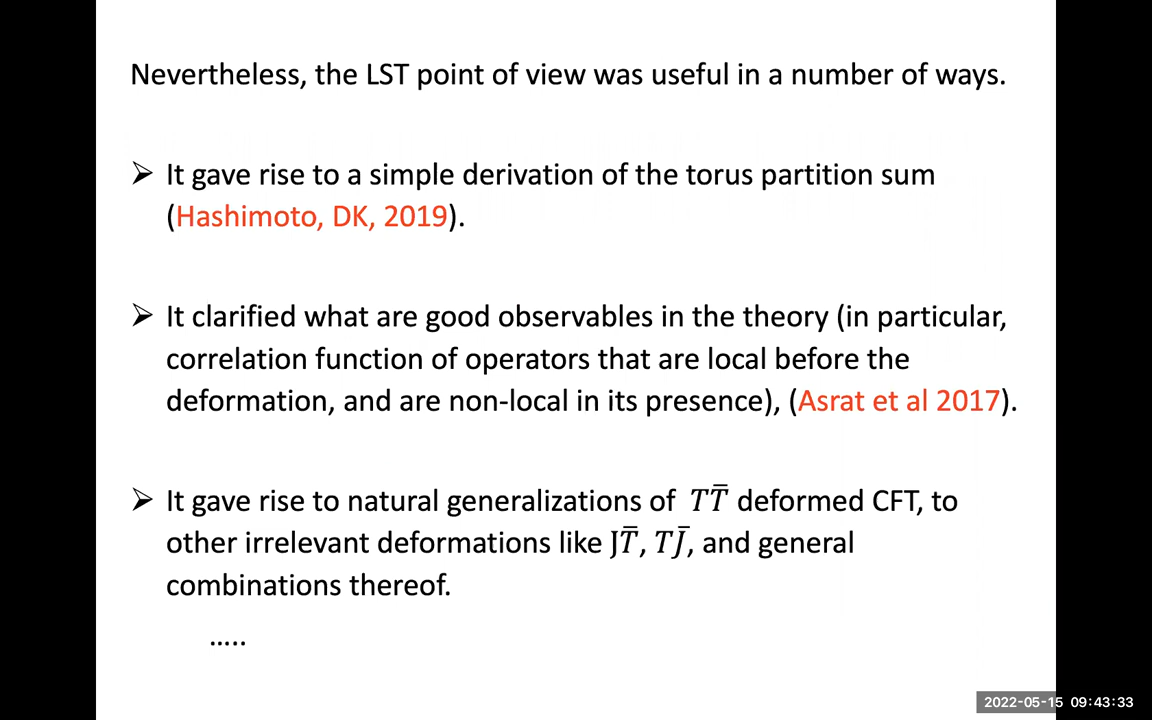 Nevertheless, the LST point of view was useful in a number of ways.
➢ It gave rise to a simple derivation of the torus partition sum
(Hashimoto, DK, 2019).
➢ It clarified what are good observables in the theory (in particular,
correlation function of operators that are local before the
deformation, and are non-local in its presence), (Asrat et al 2017).
➢ It gave rise to natural generalizations of TT̅ deformed CFT, to
other irrelevant deformations like JT̅, TJ̅, and general
combinations thereof.
.....
2022-05-15 09:43:33